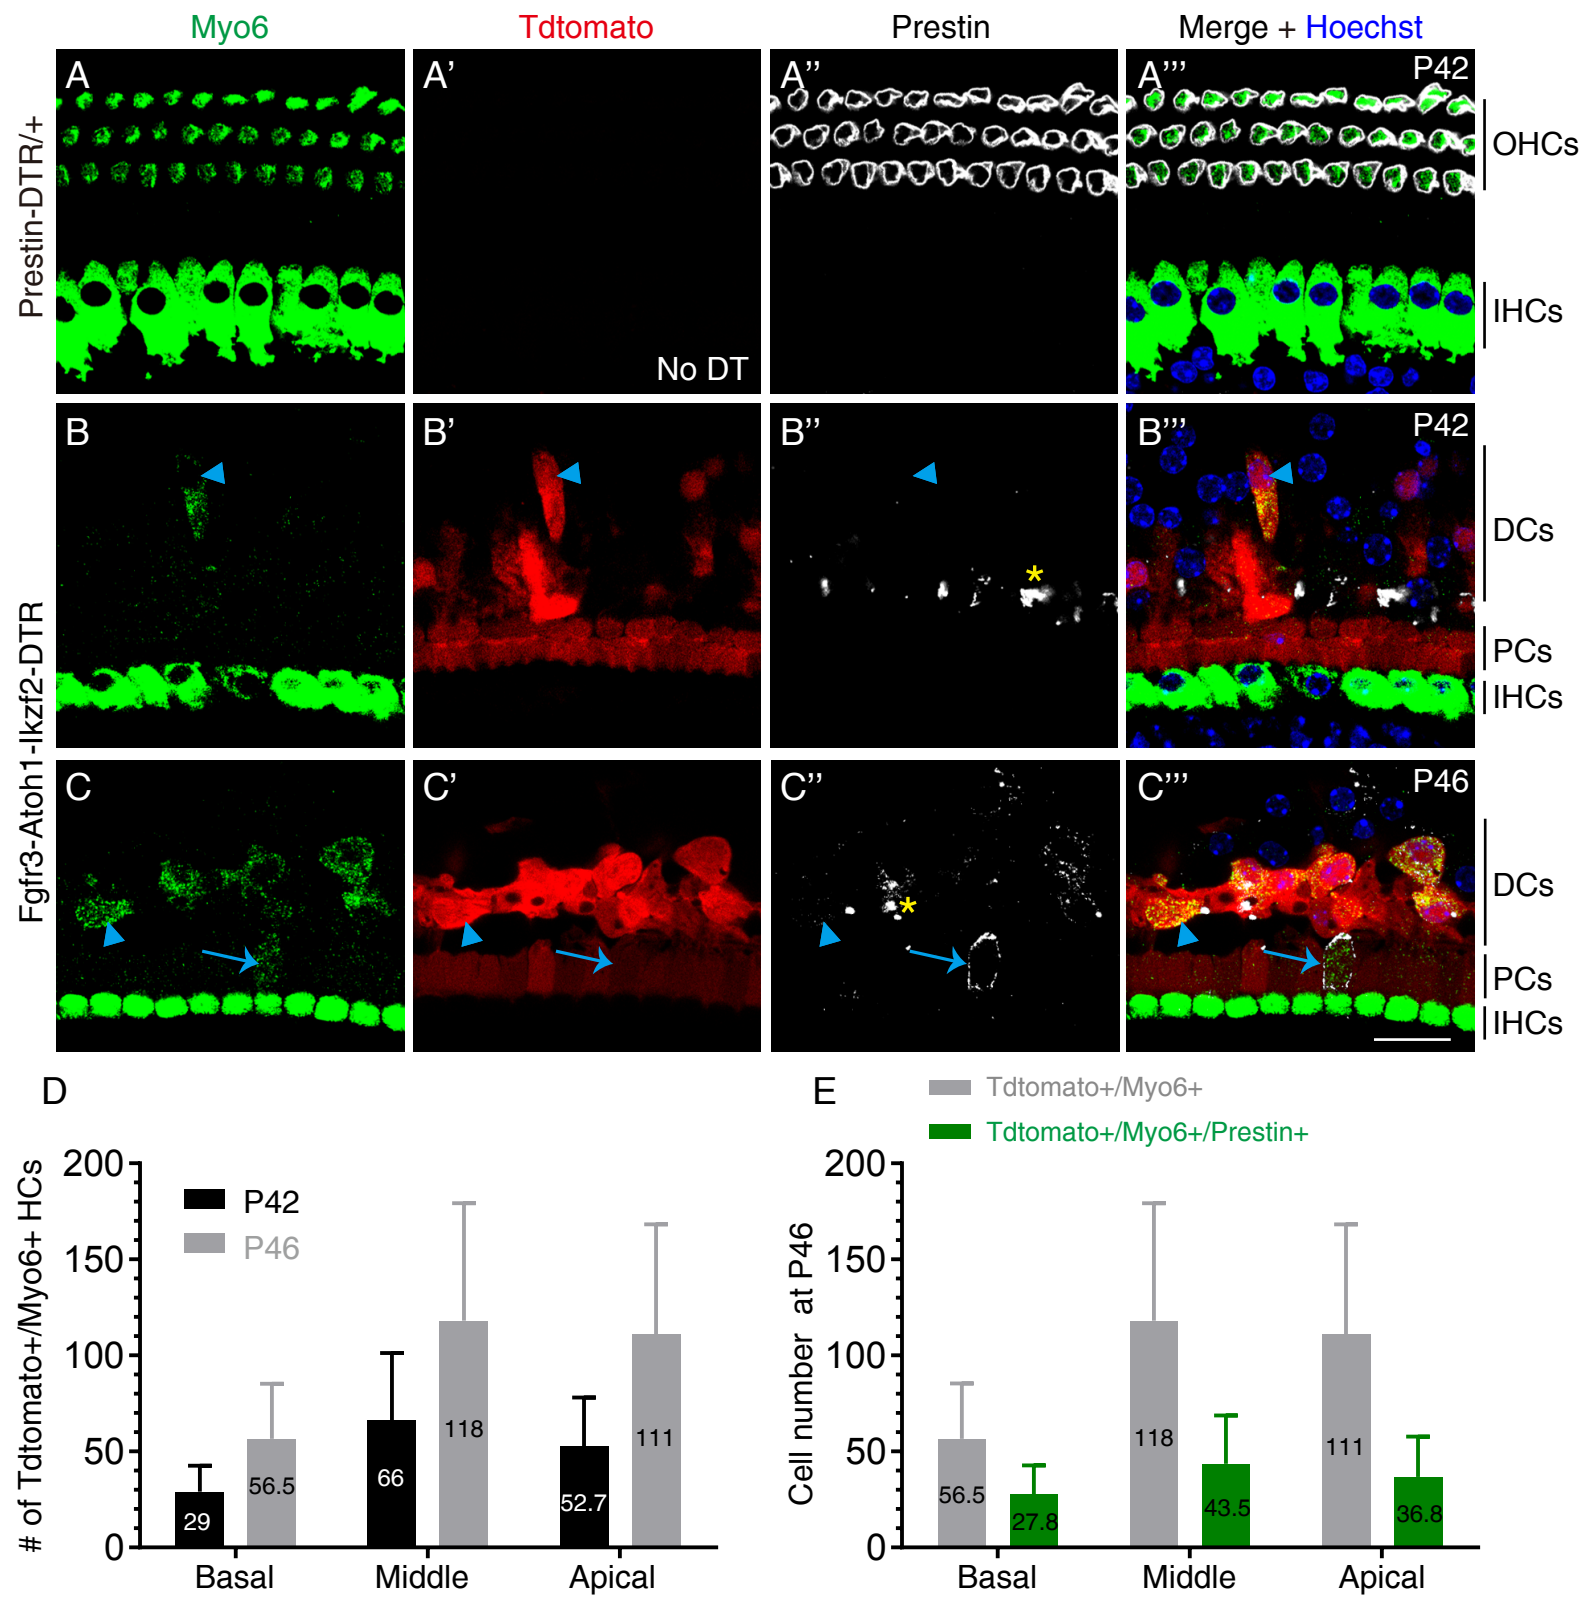 Myo6 Tdtomato Prestin Merge + Hoechst
Prestin-DTR/+
A A’ A’’ A’’’ P42
OHCs
IHCs
No DT
Fgfr3-Atoh1-Ikzf2-DTR
B B’ B’’ B’’’ P42
*
DCs
PCs
IHCs
C C’ C’’ C’’’ P46
*
DCs
PCs
IHCs
D
# of Tdtomato+/Myo6+ HCs
200
150
100
50
0
P42
P46
29 56.5 66 118 52.7 111
Basal Middle Apical
E
Tdtomato+/Myo6+
Tdtomato+/Myo6+/Prestin+
Cell number at P46
200
150
100
50
0
56.5 27.8 118 43.5 111 36.8
Basal Middle Apical